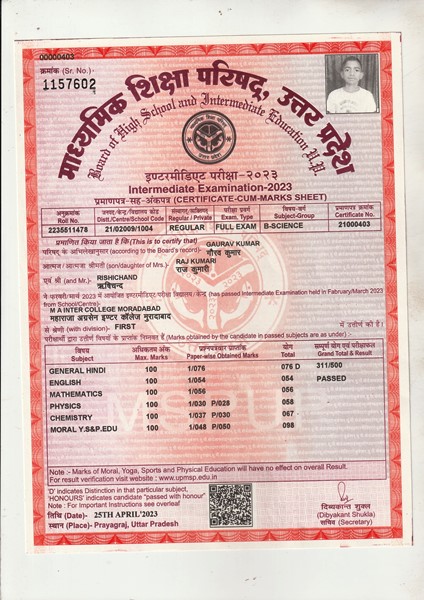 00000403
क्रमांक (Sr. No.)-
1157602
माध्यमिक शिक्षा परिषद्, उत्तर प्रदेश
Board of High School and Intermediate Education U.P.
इण्टरमीडिएट परीक्षा -२०२३
Intermediate Examination-2023
प्रमाणपत्र-सह-अंकपत्र (CERTIFICATE-CUM-MARKS SHEET)
अनुक्रमांक जनपद/केन्द्र/विद्यालय कोड संस्थागत/व्यक्तिगत परीक्षा प्रवर्ग विषय-वर्ग प्रमाणपत्र क्रमांक
Roll No. Distt./Centre/School Code Regular / Private Exam. Type Subject-Group Certificate No.
2235511478 21/02009/1004 REGULAR FULL EXAM B-SCIENCE 21000403
प्रमाणित किया जाता है कि(This is to certify that) GAURAV KUMAR
परिषद् के अभिलेखानुसार (according to the Board's record)- गौरव कुमार
RAJ KUMARI
आत्मज / आत्मजा श्रीमती (son/daughter of Mrs.) राज कुमारी
RISHICHAND
एवं श्री (and Mr.) ऋषिचन्द
ने फरवरी/मार्च 2023 में आयोजित इण्टरमीडिएट परीक्षा विद्यालय / केन्द्र (has passed Intermediate Examination held in February/March 2023
from School/Centre)-
M A INTER COLLEGE MORADABAD
महाराजा अग्रसेन इण्टर कॉलेज मुरादाबाद
से श्रेणी (with division)- FIRST में उत्तीर्ण की है।
परीक्षार्थी द्वारा उत्तीर्ण विषयों में प्राप्तांक निम्नवत् हैं (Marks obtained by the candidate in passed subjects are as under) :-
विषय अधिकतम अंक प्रश्नपत्रवार प्राप्तांक योग सम्पूर्ण योग एवं परीक्षाफल
Subject Max. Marks Paper-wise Obtained Marks Total Grand Total & Result
GENERAL HINDI 100 1/076 076 D 311/500
ENGLISH 100 1/054 054 PASSED
MATHEMATICS 100 1/056 056
PHYSICS 100 1/030 P/028 058
CHEMISTRY 100 1/037 P/030 067
MORAL Y.S&P.EDU 100 1/048 P/050 098
Note :- Marks of Moral, Yoga, Sports and Physical Education will have no effect on overall Result.
For result verification visit website : www.upmsp.edu.in
'D' indicates Distinction in that particular subject,
'HONOURS' indicates candidate "passed with honour"
Note : For Important Instructions see overleaf
तिथि (Date)- 25TH APRIL'2023
स्थान (Place)- Prayagraj, Uttar Pradesh
दिव्यकान्त शुक्ल
(Dibyakant Shukla)
सचिव (Secretary)